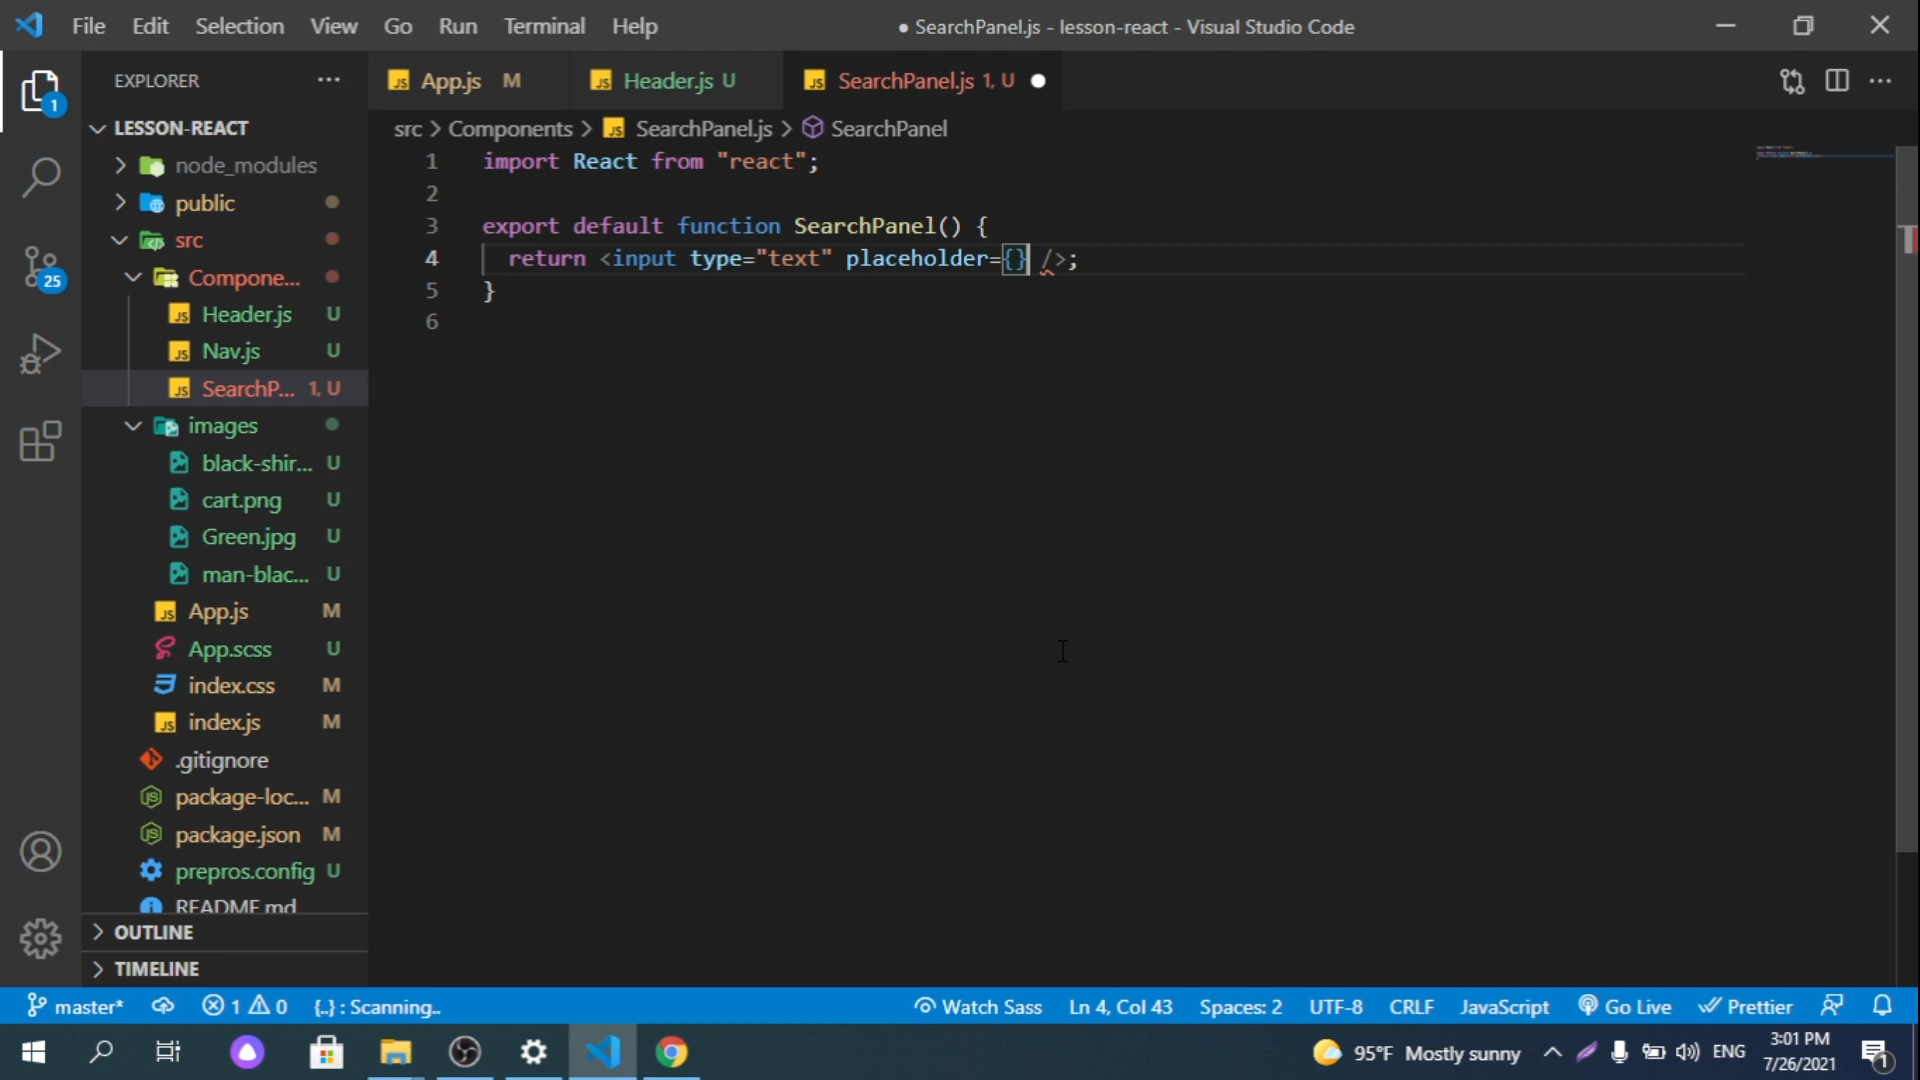 File Edit Selection View Go Run Terminal Help
● SearchPanel.js - lesson-react - Visual Studio Code
EXPLORER ···
App.js M
Header.js U
SearchPanel.js 1, U
LESSON-REACT
node_modules
public
src
Compone...
Header.js U
Nav.js U
SearchP... 1, U
images
black-shir... U
cart.png U
Green.jpg U
man-blac... U
App.js M
App.scss U
index.css M
index.js M
.gitignore
package-loc... M
package.json M
prepros.config U
README.md
OUTLINE
TIMELINE
1
25
src > Components > SearchPanel.js > SearchPanel
1 import React from "react";
2
3 export default function SearchPanel() {
4 return <input type="text" placeholder={} />;
5 }
6
master* 1 0 {..} : Scanning..
Watch Sass Ln 4, Col 43 Spaces: 2 UTF-8 CRLF JavaScript Go Live Prettier
95°F Mostly sunny ENG
3:01 PM
7/26/2021
1